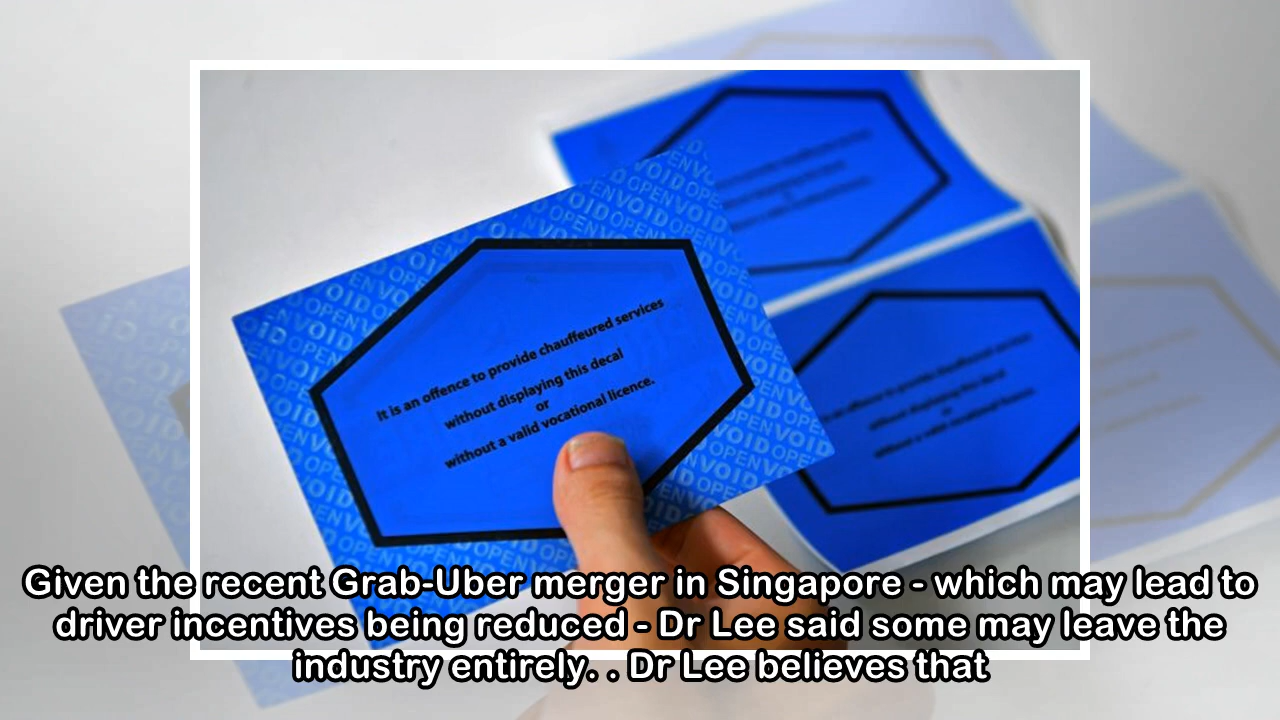 It is an offence to provide chauffeured services
without displaying this decal
or
without a valid vocational licence.
Given the recent Grab-Uber merger in Singapore - which may lead to
driver incentives being reduced - Dr Lee said some may leave the
industry entirely. . Dr Lee believes that